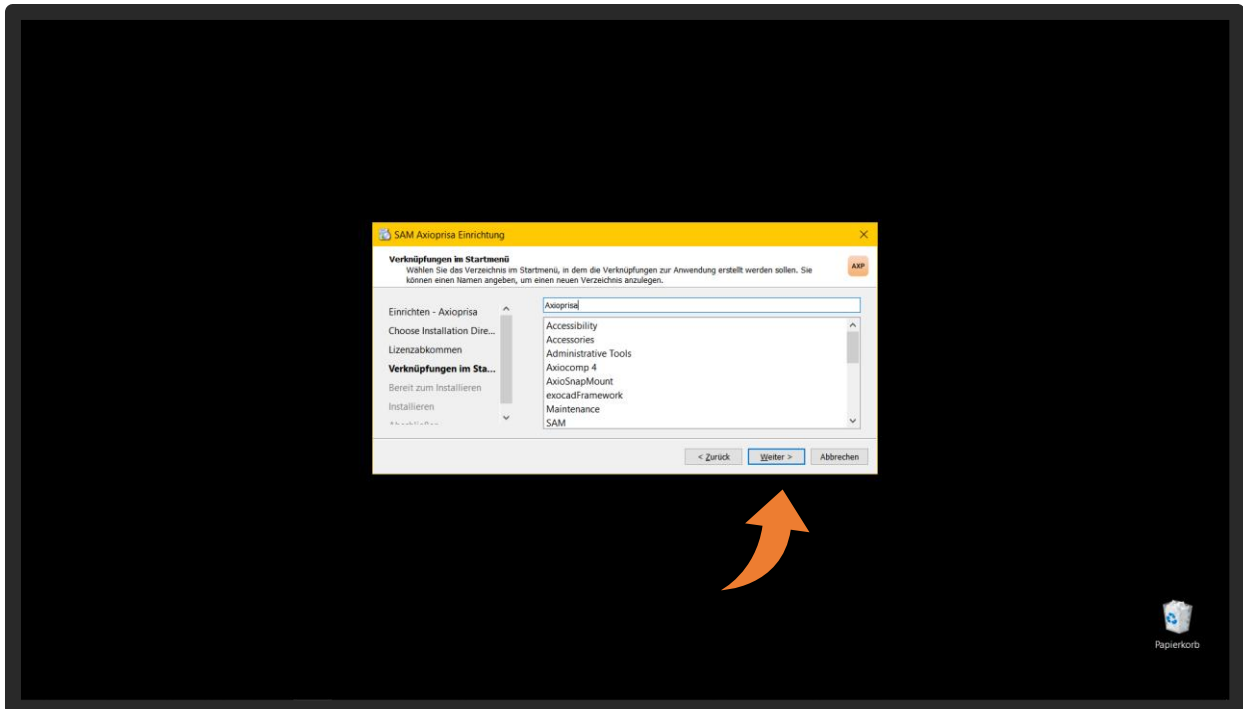 SAM Axioprisa Einrichtung
Verknüpfungen im Startmenü
Wählen Sie das Verzeichnis im Startmenü, in dem die Verknüpfungen zur Anwendung erstellt werden sollen. Sie
können einen Namen angeben, um einen neuen Verzeichnis anzulegen.
AXP
Einrichten - Axioprisa
Choose Installation Dire...
Lizenzabkommen
Verknüpfungen im Sta...
Bereit zum Installieren
Installieren
Axioprisa
Accessibility
Accessories
Administrative Tools
Axiocomp 4
AxioSnapMount
exocadFramework
Maintenance
SAM
< Zurück
Weiter >
Abbrechen
Papierkorb